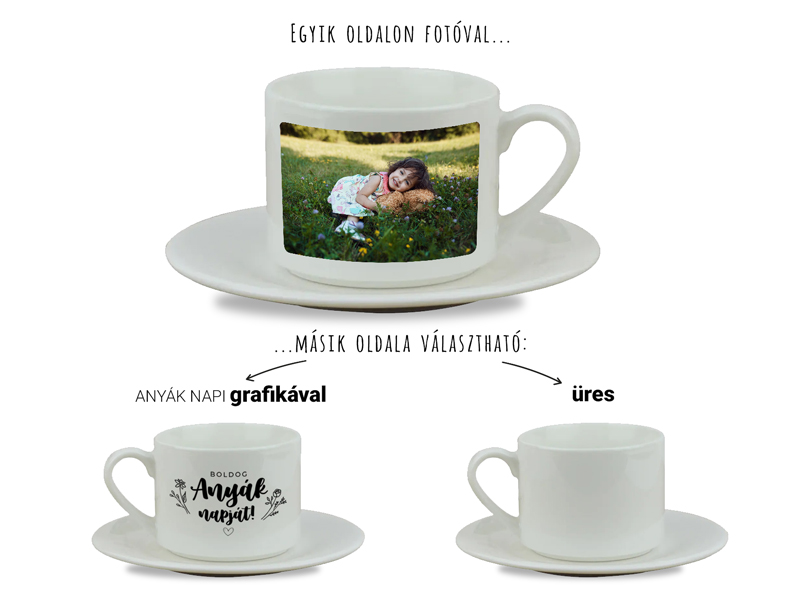 Egyik oldalon fotóval...
...másik oldala választható:
ANYÁK NAPI grafikával
üres
BOLDOG
Anyák
napját!